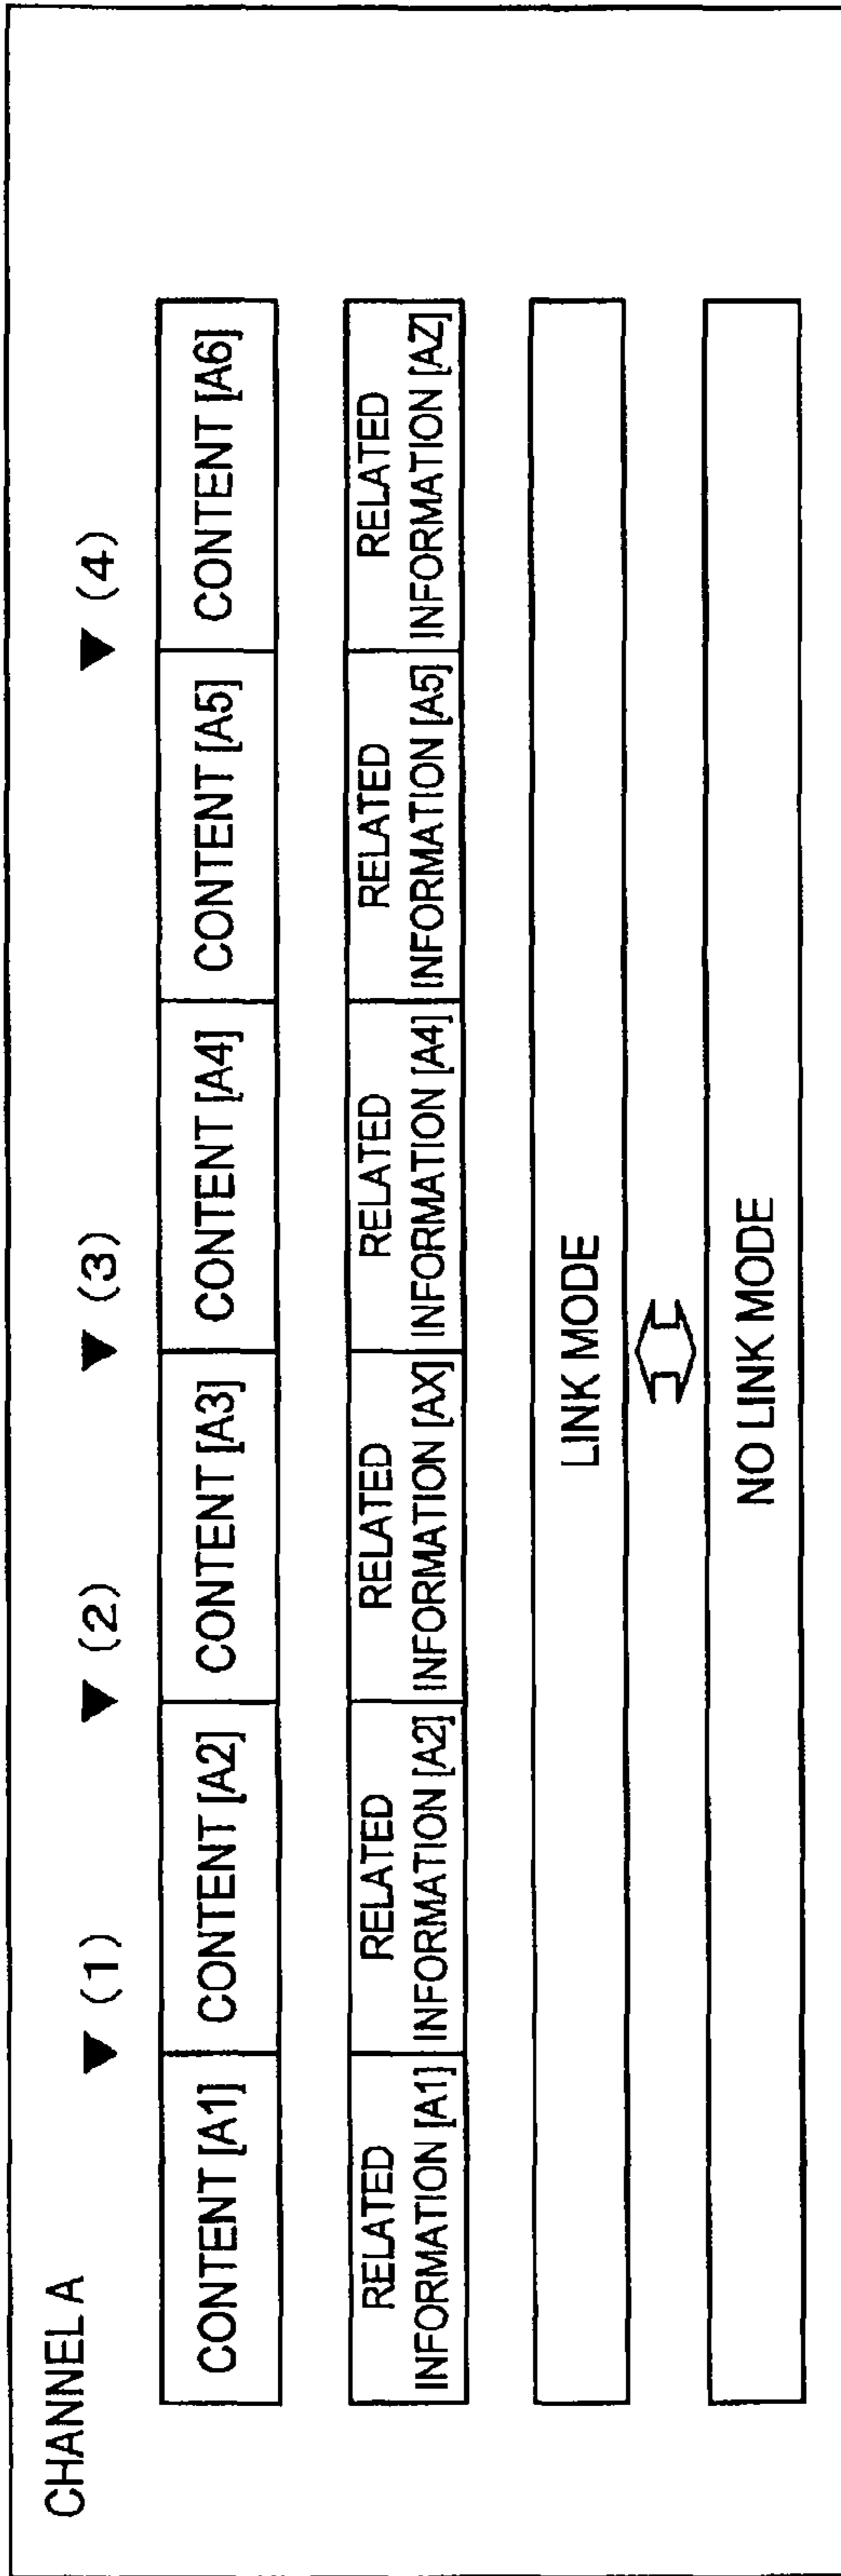 CHANNEL A
▼ (1)
▼ (2)
▼ (3)
▼ (4)
CONTENT [A1]
CONTENT [A2]
CONTENT [A3]
CONTENT [A4]
CONTENT [A5]
CONTENT [A6]
RELATED
INFORMATION [A1]
RELATED
INFORMATION [A2]
RELATED
INFORMATION [AX]
RELATED
INFORMATION [A4]
RELATED
INFORMATION [A5]
RELATED
INFORMATION [AZ]
LINK MODE
NO LINK MODE